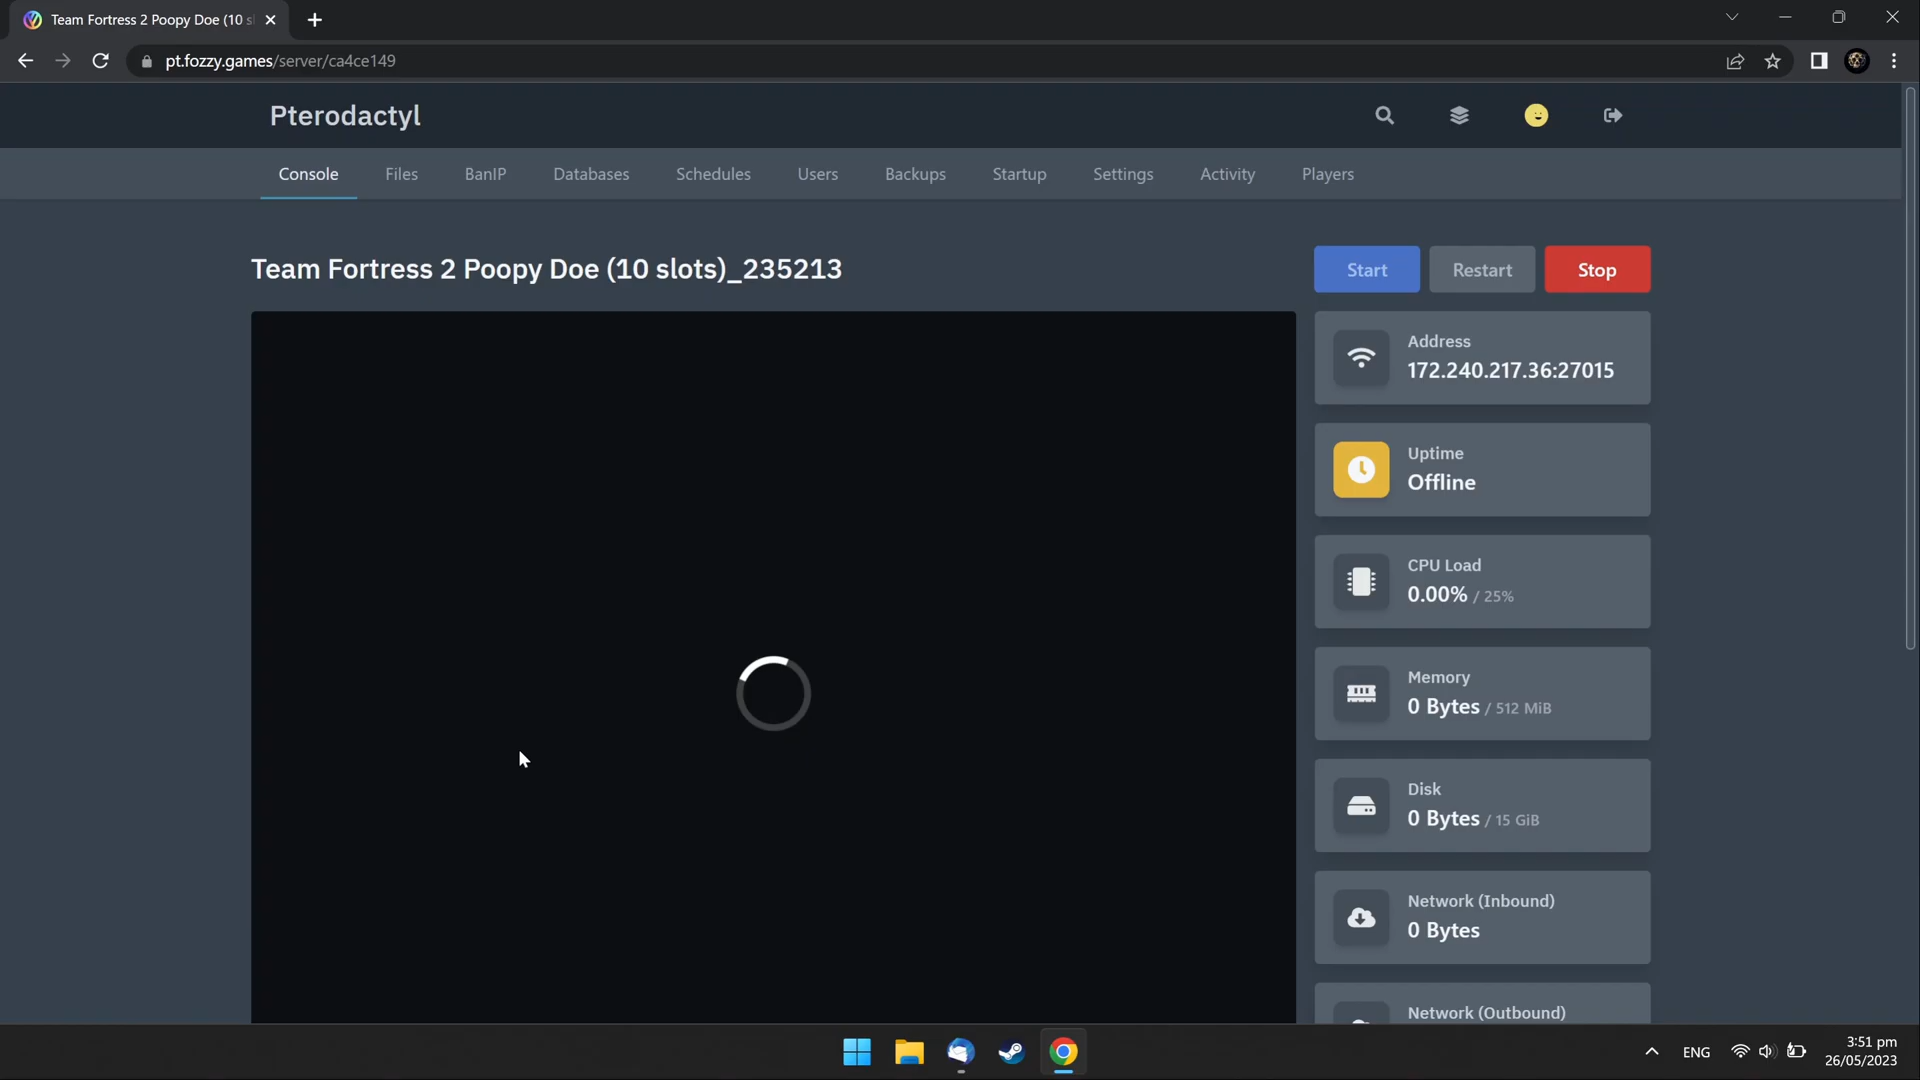 Team Fortress 2 Poopy Doe (10 s
pt.fozzy.games/server/ca4ce149
Pterodactyl
Console Files BanIP Databases Schedules Users Backups Startup Settings Activity Players
Team Fortress 2 Poopy Doe (10 slots)_235213
Start Restart Stop
Address
172.240.217.36:27015
Uptime
Offline
CPU Load
0.00% / 25%
Memory
0 Bytes / 512 MiB
Disk
0 Bytes / 15 GiB
Network (Inbound)
0 Bytes
Network (Outbound)
ENG
3:51 pm
26/05/2023